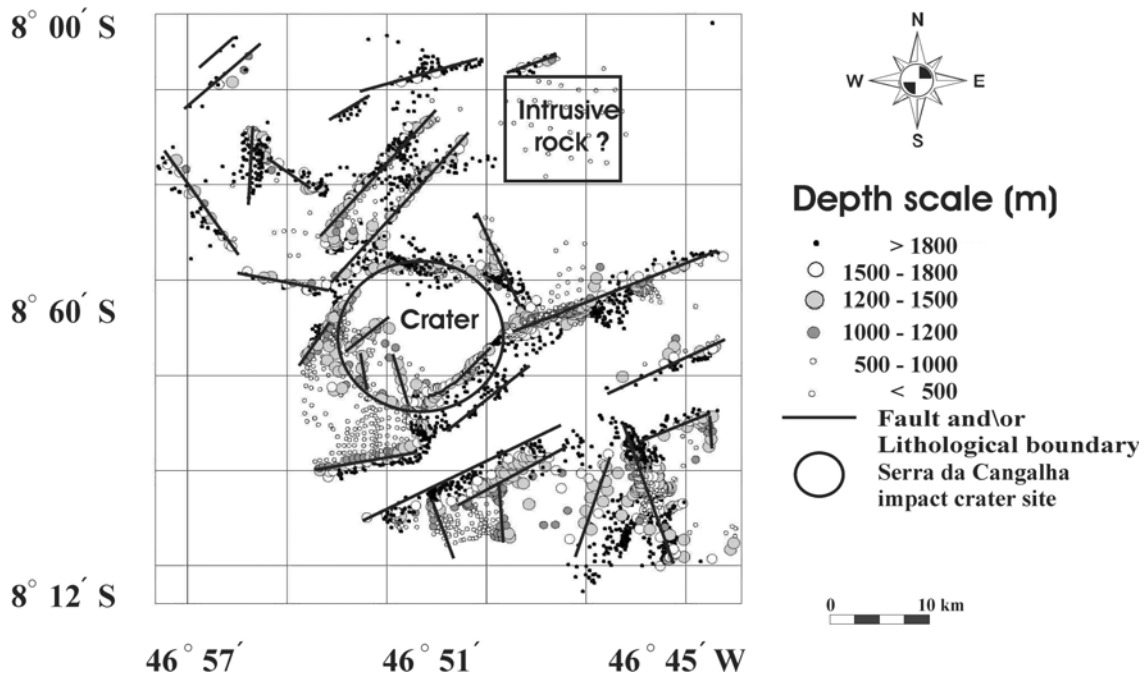 8° 00´ S
N
W E
S
Intrusive
rock ?
Depth scale (m)
> 1800
1500 - 1800
1200 - 1500
1000 - 1200
500 - 1000
< 500
8° 60´ S
Crater
Fault and\or
Lithological boundary
Serra da Cangalha
impact crater site
8° 12´ S
0 10 km
46° 57´ 46° 51´ 46° 45´ W